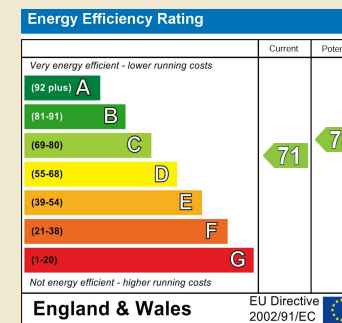 Energy Efficiency Rating
Current
Very energy efficient - lower running costs
(92 plus) A
(81-91) B
(69-80) C
71
(55-68) D
(39-54) E
(21-38) F
(1-20) G
Not energy efficient - higher running costs
England & Wales
EU Directive
2002/91/EC